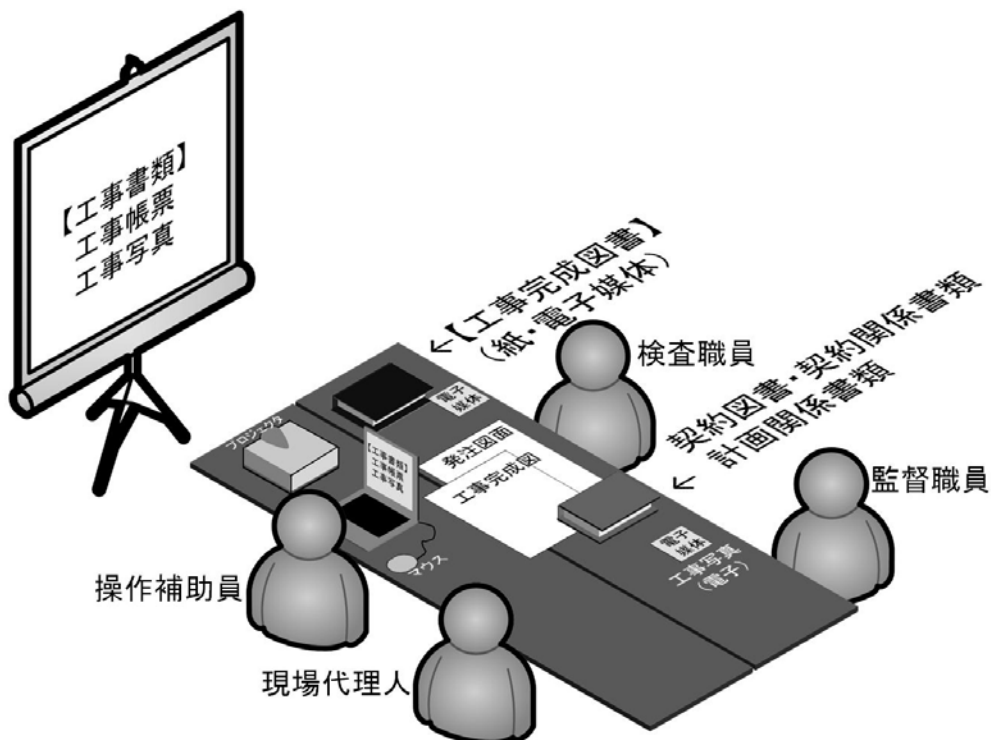 【工事書類】
工事帳票
工事写真
←【工事完成図書】
(紙・電子媒体)
検査職員
契約図書・契約関係書類
計画関係書類
←
監督職員
電子
媒体
プロジェクタ
【工事書類】
工事帳票
工事写真
発注図面
工事完成図
マウス
電子
媒体
工事写真
(電子)
操作補助員
現場代理人